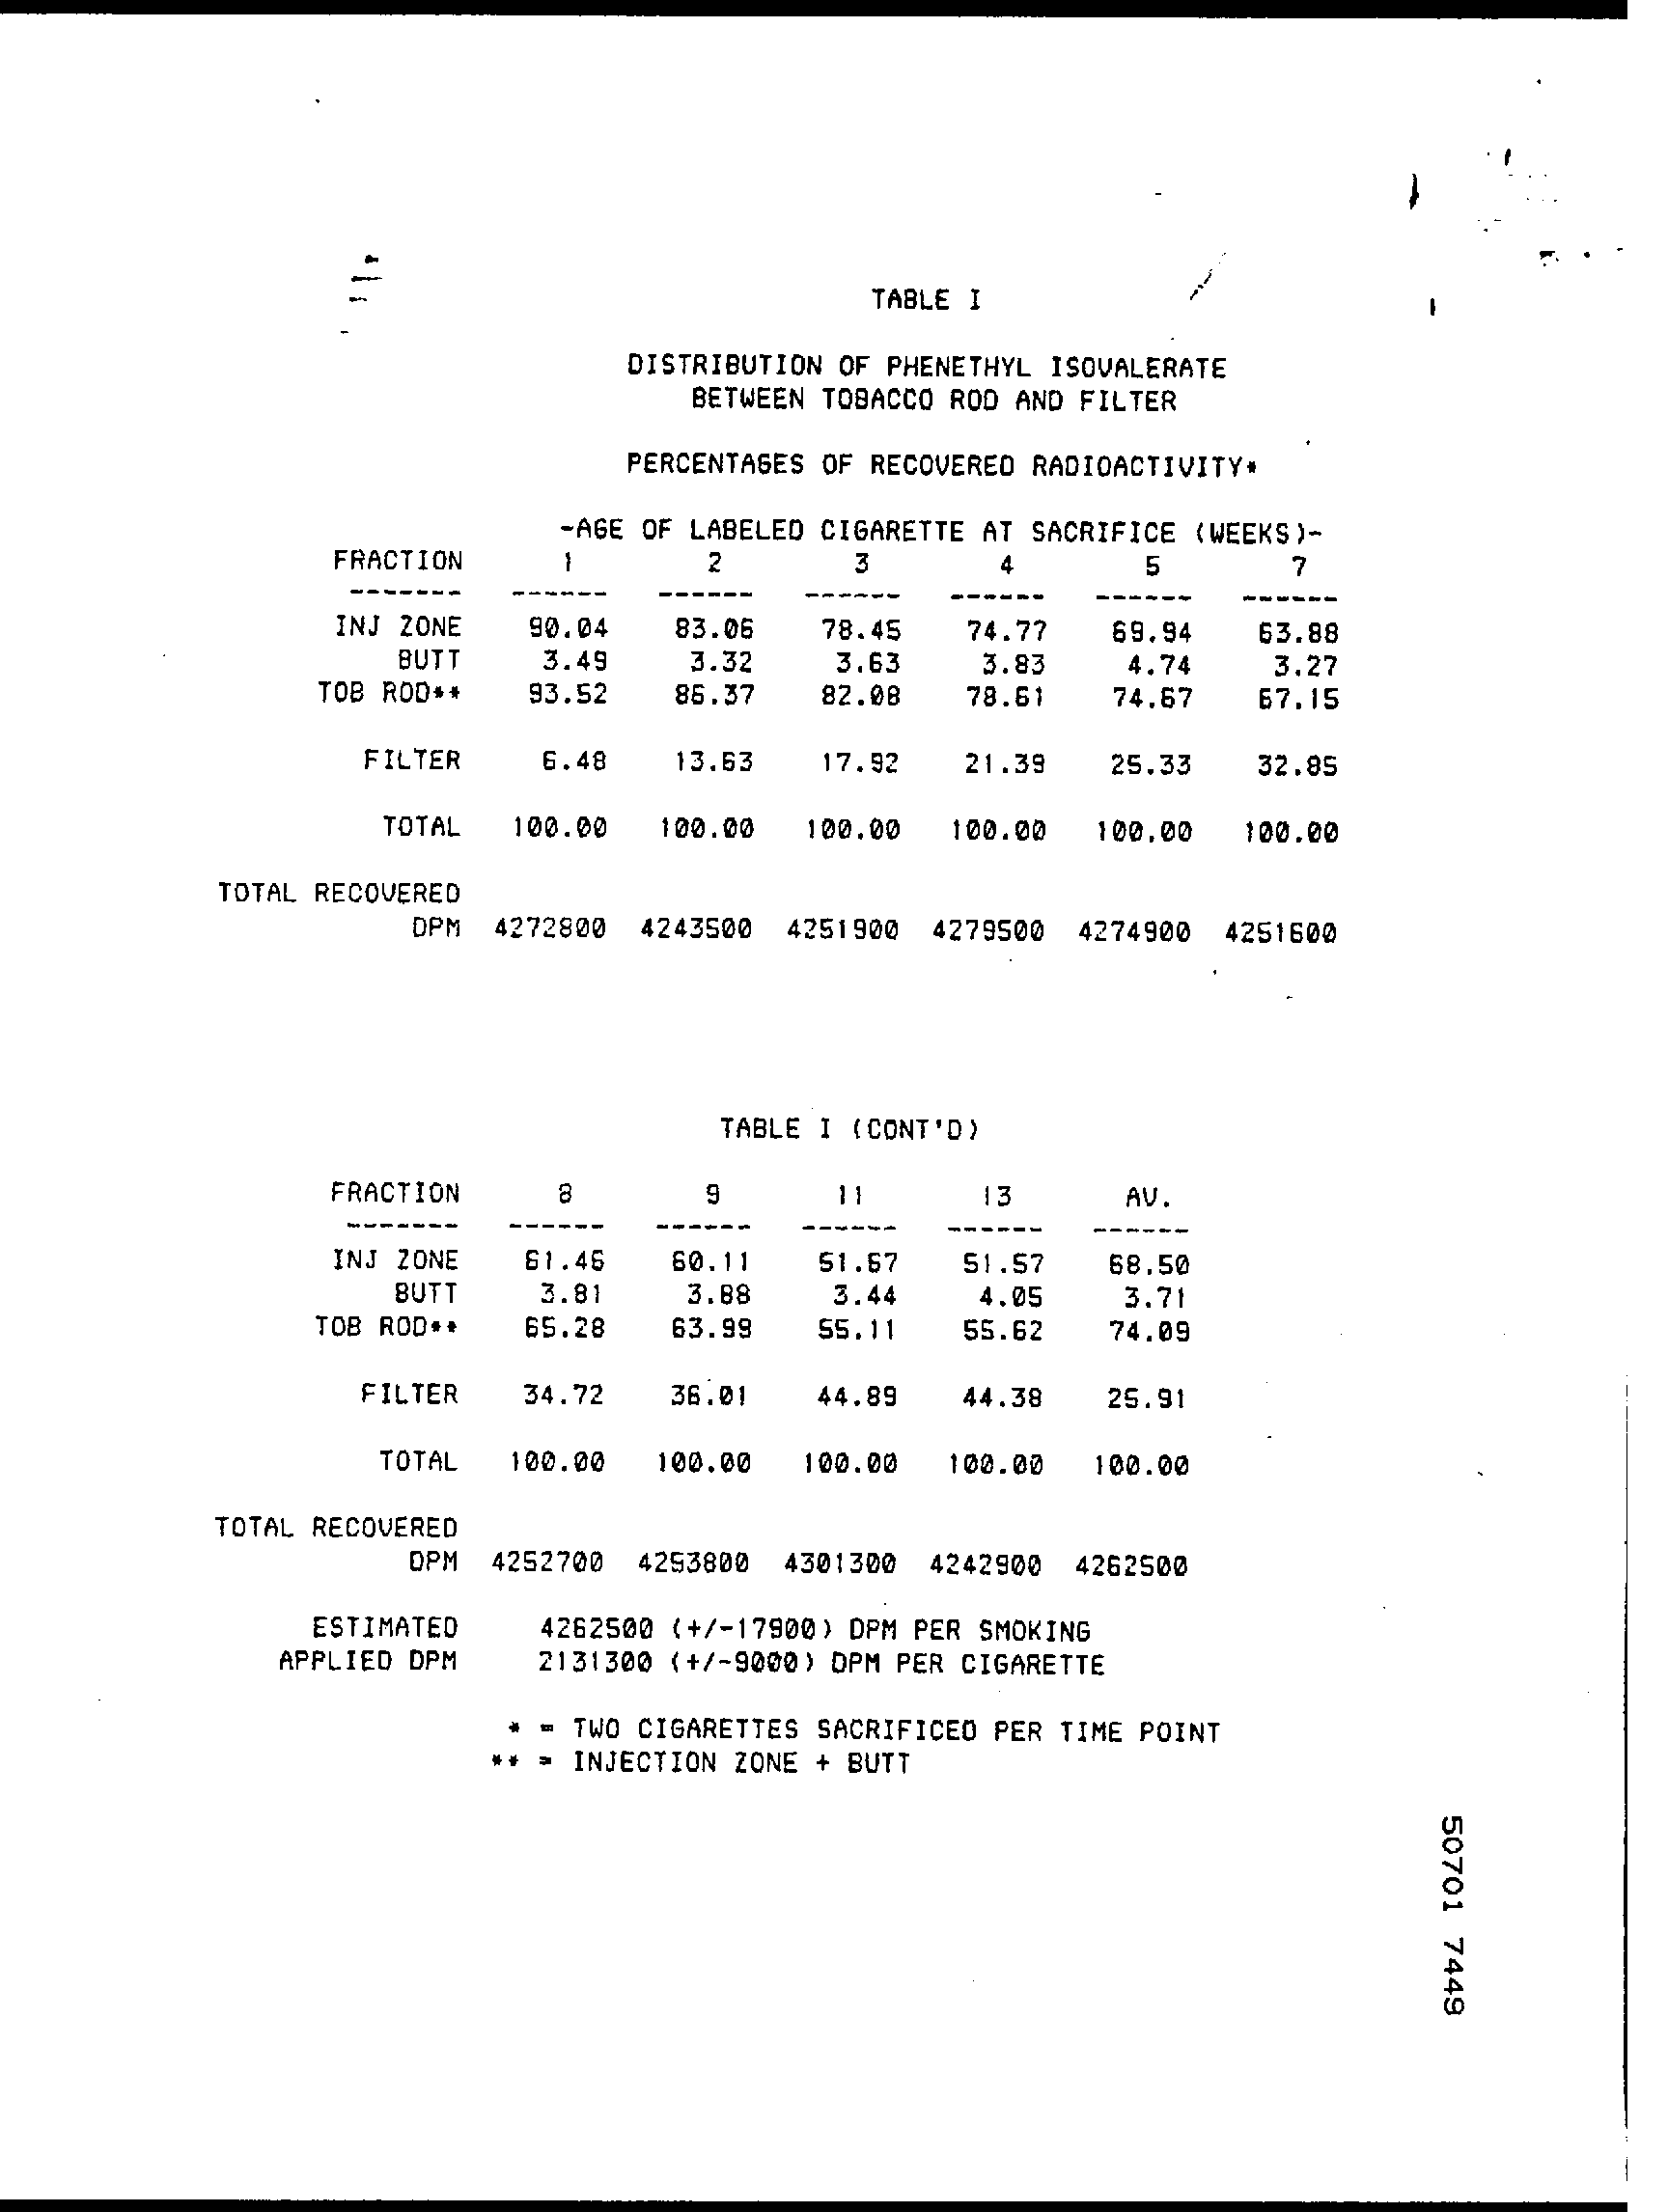 TABLE I
DISTRIBUTION OF PHENETHYL ISOVALERATE
BETWEEN TOBACCO ROD AND FILTER
PERCENTAGES OF RECOVERED RADIOACTIVITY*
-AGE OF LABELED CIGARETTE AT SACRIFICE (WEEKS)-
FRACTION 1 2 3 4 5 7
------- ------ ------ ------ ------ ------ ------
INJ ZONE 90.04 83.06 78.45 74.77 69.94 63.88
BUTT 3.49 3.32 3.63 3.83 4.74 3.27
TOB ROD** 93.52 86.37 82.08 78.61 74.67 67.15
FILTER 6.48 13.63 17.92 21.39 25.33 32.85
TOTAL 100.00 100.00 100.00 100.00 100.00 100.00
TOTAL RECOVERED
DPM 4272800 4243500 4251900 4279500 4274900 4251600
TABLE I (CONT'D)
FRACTION 8 9 11 13 AV.
------- ------ ------ ------ ------ ------
INJ ZONE 61.46 60.11 51.67 51.57 68.50
BUTT 3.81 3.88 3.44 4.05 3.71
TOB ROD** 65.28 63.99 55.11 55.62 74.09
FILTER 34.72 36.01 44.89 44.38 25.91
TOTAL 100.00 100.00 100.00 100.00 100.00
TOTAL RECOVERED
DPM 4252700 4253800 4301300 4242900 4262500
ESTIMATED 4262500 (+/-17900) DPM PER SMOKING
APPLIED DPM 2131300 (+/-9000) DPM PER CIGARETTE
* = TWO CIGARETTES SACRIFICED PER TIME POINT
** = INJECTION ZONE + BUTT
50701 7449